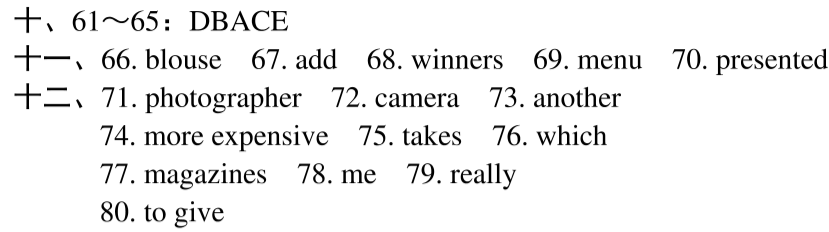 十、61～65：DBACE
十一、66. blouse 67. add 68. winners 69. menu 70. presented
十二、71. photographer 72. camera 73. another
74. more expensive 75. takes 76. which
77. magazines 78. me 79. really
80. to give